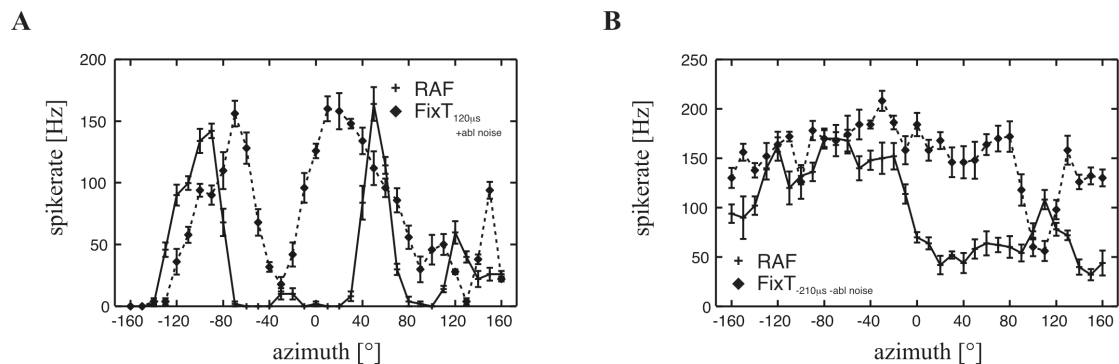 A
200
150
100
50
0
spikerate [Hz]
RAF
FixT120µs
+abl noise
-160 -120 -80 -40 0 40 80 120 160
azimuth [°]
B
250
200
150
100
50
0
spikerate [Hz]
RAF
FixT-210µs -abl noise
-160 -120 -80 -40 0 40 80 120 160
azimuth [°]